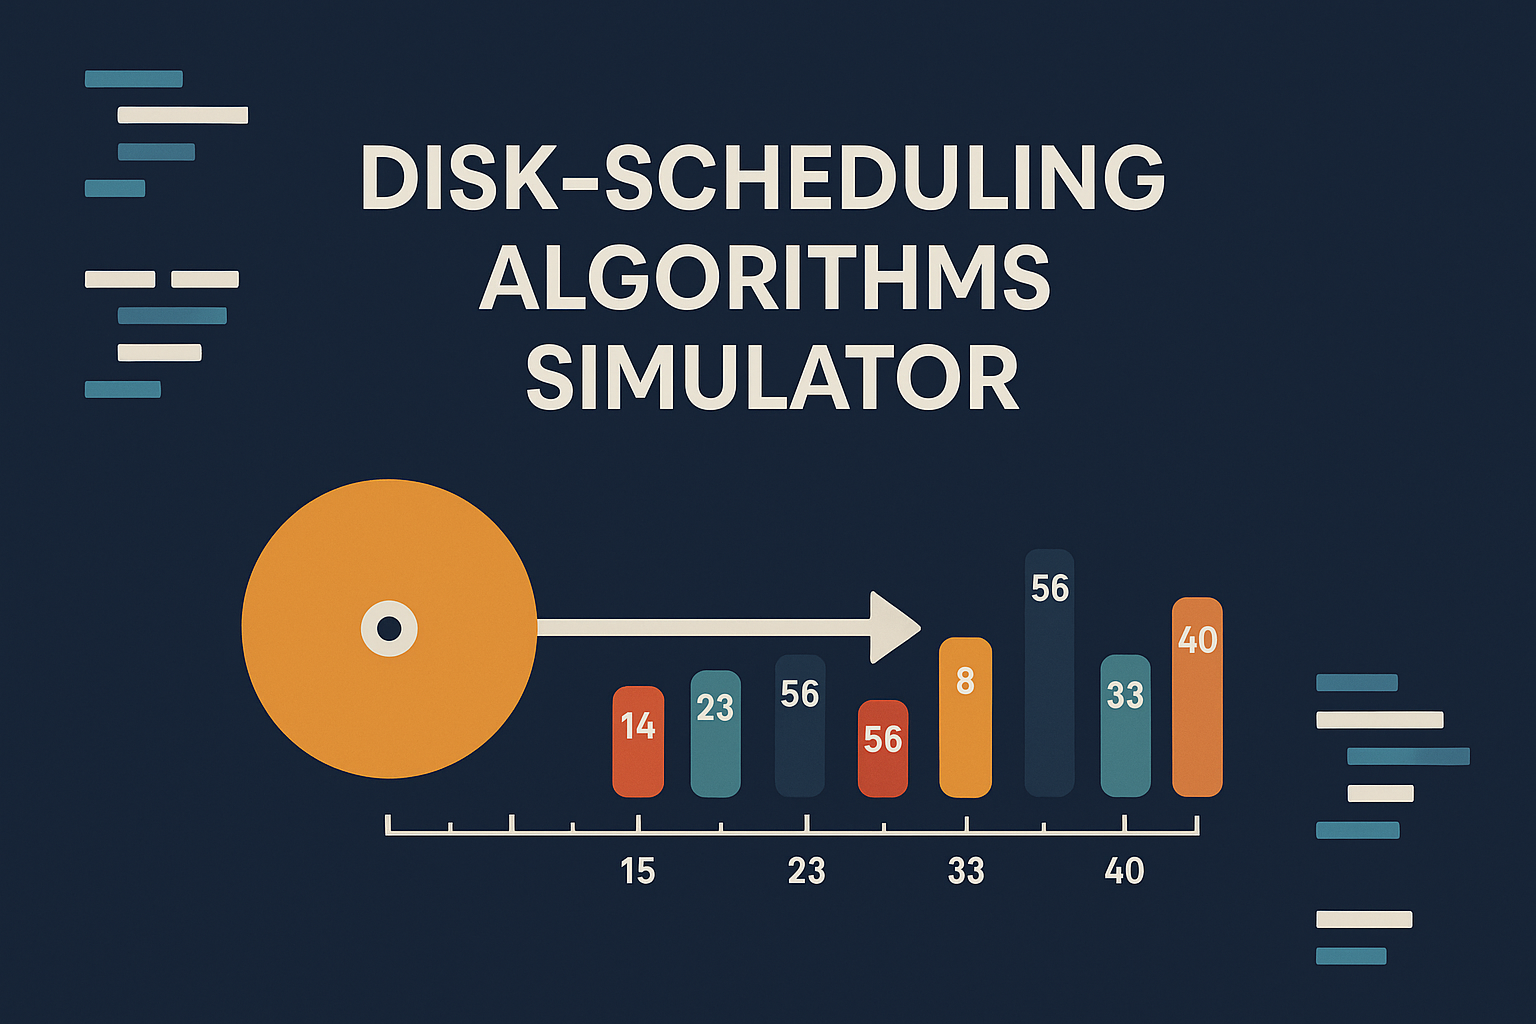 DISK-SCHEDULING
ALGORITHMS
SIMULATOR
14 23 56 56 8 56 33 40
15 23 33 40